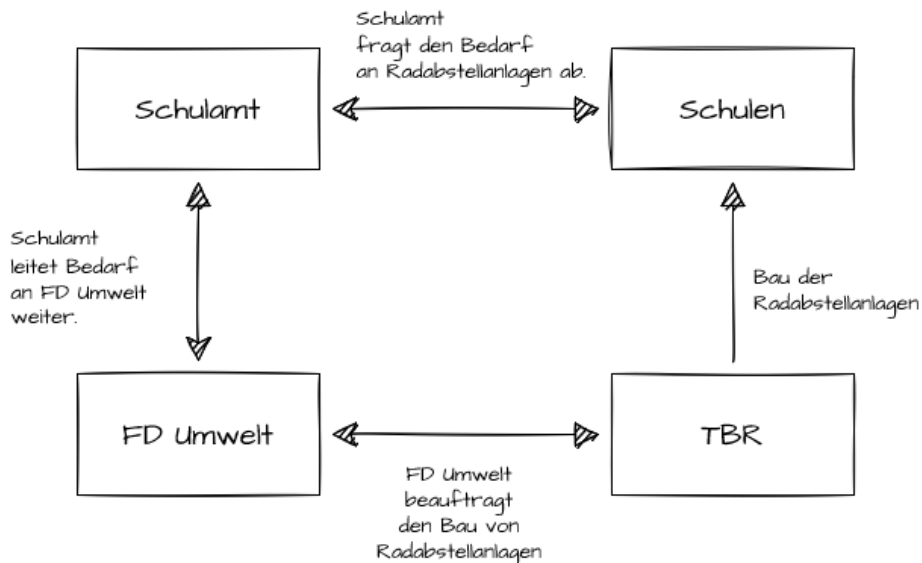 Schulamt
fragt den Bedarf
an Radabstellanlagen ab.
Schulamt
Schulen
Schulamt
leitet Bedarf
an FD Umwelt
weiter.
Bau der
Radabstellanlagen
FD Umwelt
TBR
FD Umwelt
beauftragt
den Bau von
Radabstellanlagen